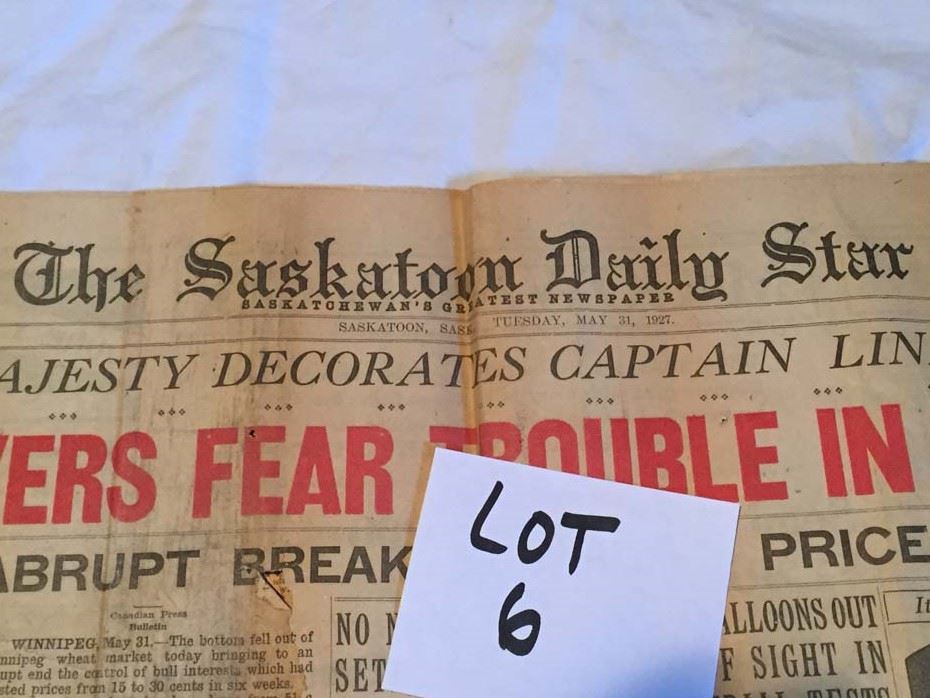 The Saskatoon Daily Star
SASKATCHEWAN'S GREATEST NEWSPAPER
SASKATOON, SASK. TUESDAY, MAY 31, 1927.
AJESTY DECORATES CAPTAIN LIN
ERS FEAR TROUBLE IN
ABRUPT BREAK PRICE
Canadian Press
Bulletin
WINNIPEG, May 31.—The bottom fell out of
nnipeg wheat market today bringing to an
upt end the control of bull interests which had
sted prices from 15 to 30 cents in six weeks.
NO N
SET
ALLOONS OUT
F SIGHT IN
It
LOT
6